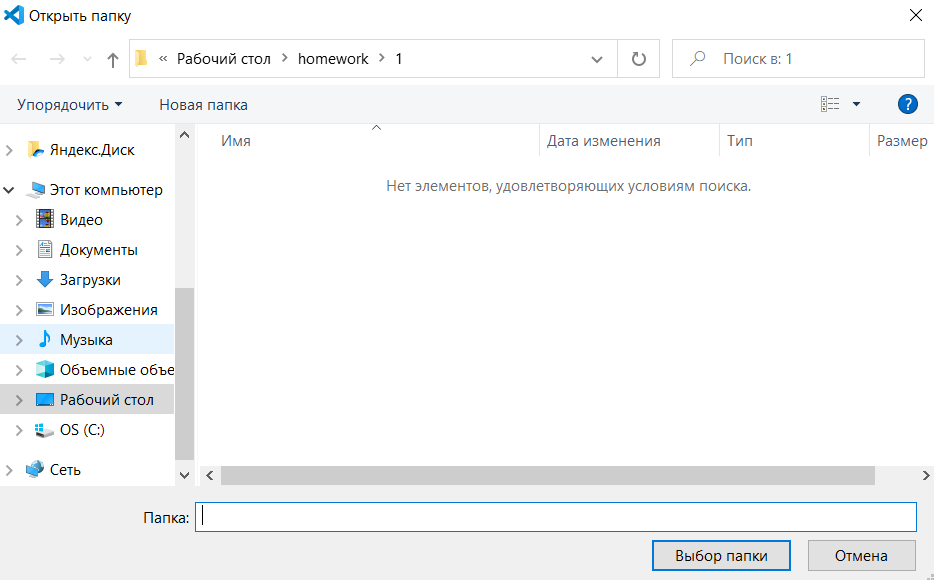 Открыть папку
« Рабочий стол > homework > 1
Поиск в: 1
Упорядочить
Новая папка
?
Имя
Дата изменения
Тип
Размер
Нет элементов, удовлетворяющих условиям поиска.
Яндекс.Диск
Этот компьютер
Видео
Документы
Загрузки
Изображения
Музыка
Объемные объе
Рабочий стол
OS (C:)
Сеть
Папка:
Выбор папки
Отмена